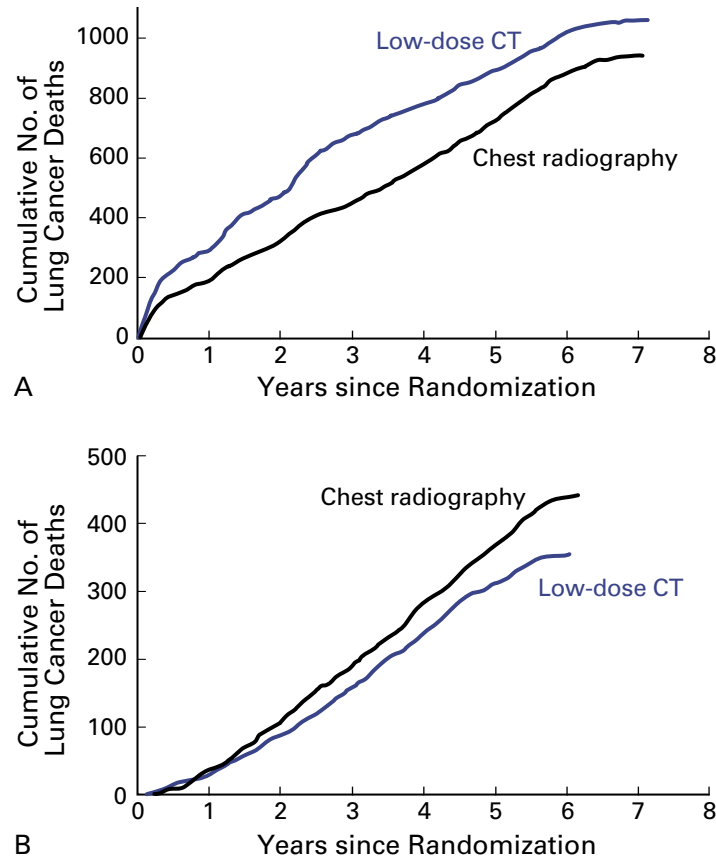 Cumulative No. of
Lung Cancer Deaths
1000
800
600
400
200
0
Low-dose CT
Chest radiography
0 1 2 3 4 5 6 7 8
Years since Randomization
A
Cumulative No. of
Lung Cancer Deaths
500
400
300
200
100
0
Chest radiography
Low-dose CT
0 1 2 3 4 5 6 7 8
Years since Randomization
B